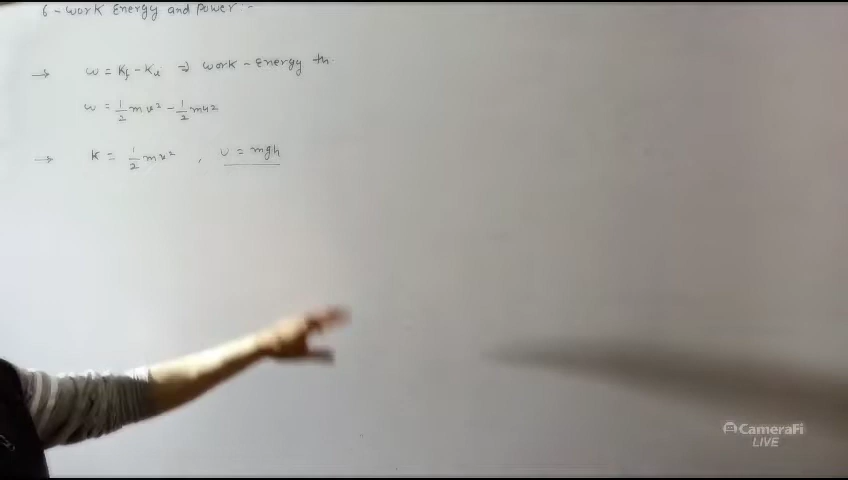 6 - Work Energy and Power :-
→ W = Kf - Ki ⇒ Work - Energy th.
W = 1/2 mv² - 1/2 mu²
→ K = 1/2 mv² , U = mgh
CameraFi
LIVE